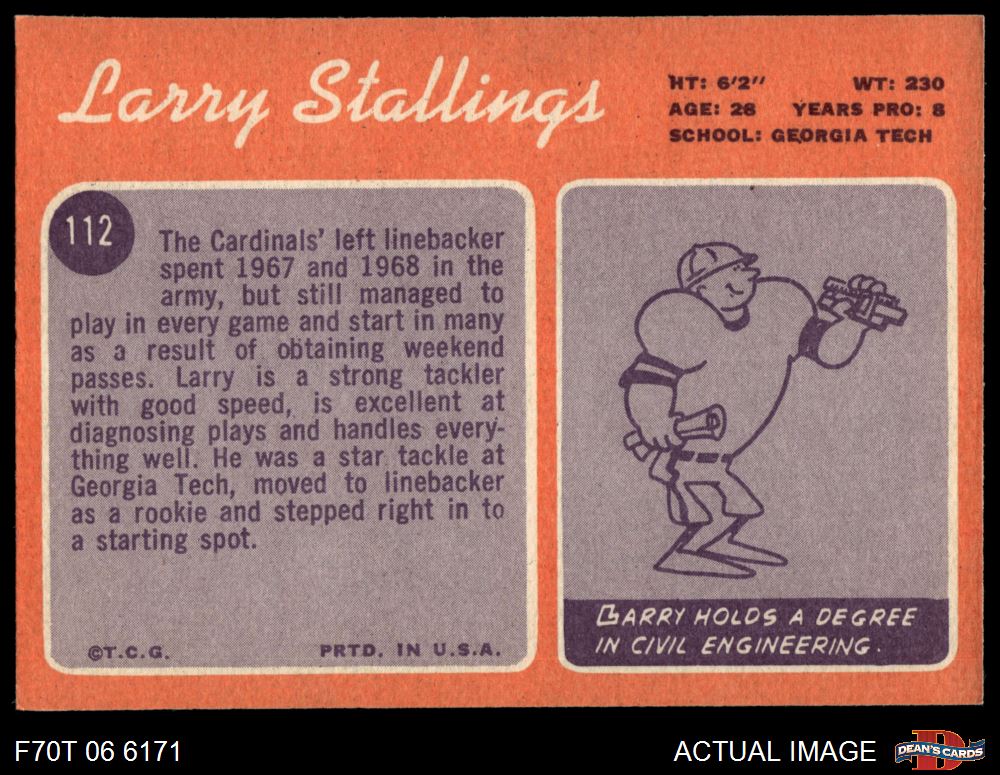 Larry Stallings
HT: 6'2" WT: 230
AGE: 28 YEARS PRO: 8
SCHOOL: GEORGIA TECH
112
The Cardinals' left linebacker
spent 1967 and 1968 in the
army, but still managed to
play in every game and start in many
as a result of obtaining weekend
passes. Larry is a strong tackler
with good speed, is excellent at
diagnosing plays and handles every-
thing well. He was a star tackle at
Georgia Tech, moved to linebacker
as a rookie and stepped right in to
a starting spot.
©T.C.G. PRTD. IN U.S.A.
LARRY HOLDS A DEGREE
IN CIVIL ENGINEERING.
F70T 06 6171
ACTUAL IMAGE
D
DEAN'S CARDS